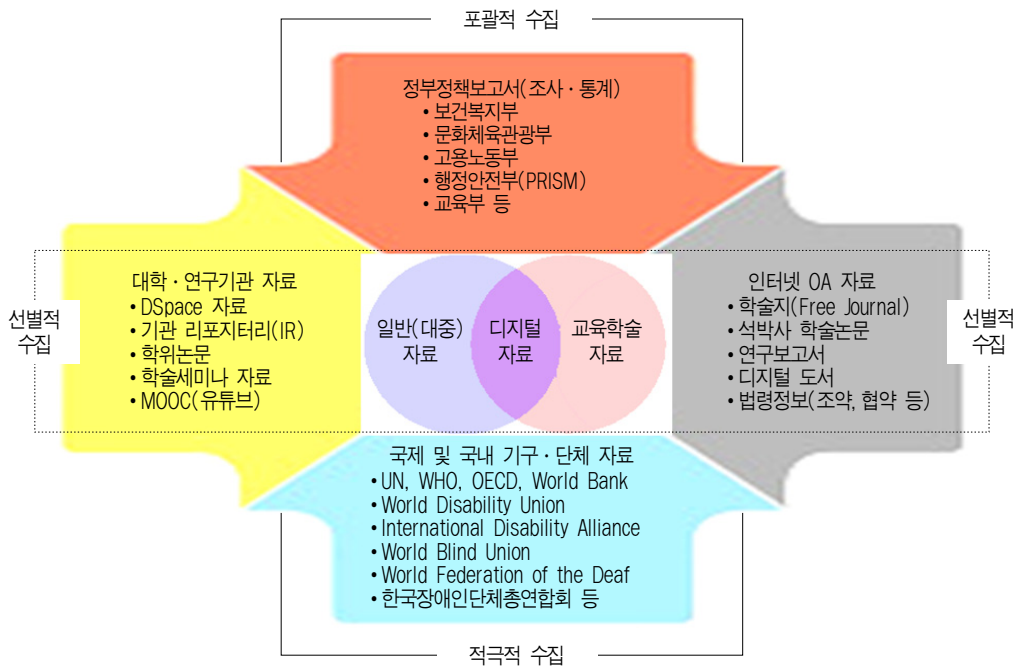 포괄적 수집
정부정책보고서(조사·통계)
• 보건복지부
• 문화체육관광부
• 고용노동부
• 행정안전부(PRISM)
• 교육부 등
선별적
수집
대학·연구기관 자료
• DSpace 자료
• 기관 리포지터리(IR)
• 학위논문
• 학술세미나 자료
• MOOC(유튜브)
일반(대중)
자료
디지털
자료
교육학술
자료
인터넷 OA 자료
• 학술지(Free Journal)
• 석박사 학술논문
• 연구보고서
• 디지털 도서
• 법령정보(조약, 협약 등)
선별적
수집
국제 및 국내 기구·단체 자료
• UN, WHO, OECD, World Bank
• World Disability Union
• International Disability Alliance
• World Blind Union
• World Federation of the Deaf
• 한국장애인단체총연합회 등
적극적 수집